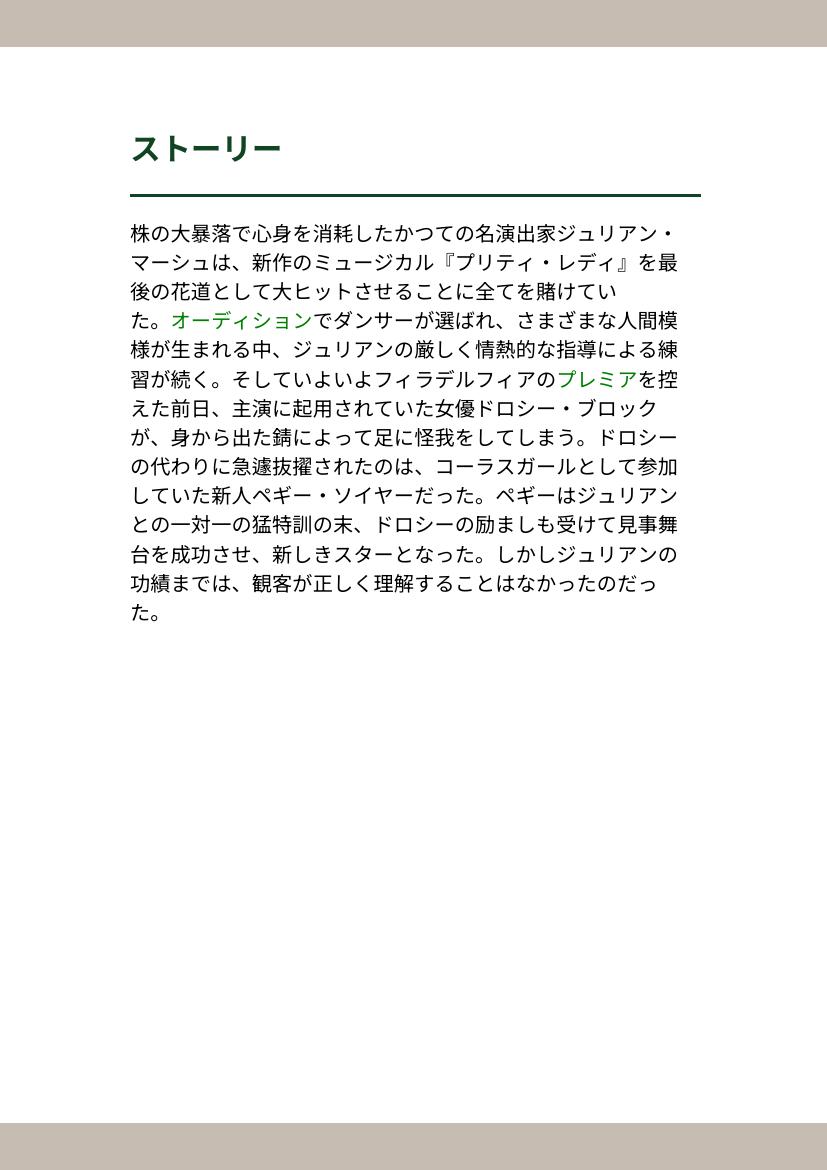 ストーリー
株の大暴落で心身を消耗したかつての名演出家ジュリアン・
マーシュは、新作のミュージカル『プリティ・レディ』を最
後の花道として大ヒットさせることに全てを賭けてい
た。オーディションでダンサーが選ばれ、さまざまな人間模
様が生まれる中、ジュリアンの厳しく情熱的な指導による練
習が続く。そしていよいよフィラデルフィアのプレミアを控
えた前日、主演に起用されていた女優ドロシー・ブロック
が、身から出た錆によって足に怪我をしてしまう。ドロシー
の代わりに急遽抜擢されたのは、コーラスガールとして参加
していた新人ペギー・ソイヤーだった。ペギーはジュリアン
との一対一の猛特訓の末、ドロシーの励ましも受けて見事舞
台を成功させ、新しきスターとなった。しかしジュリアンの
功績までは、観客が正しく理解することはなかったのだっ
た。